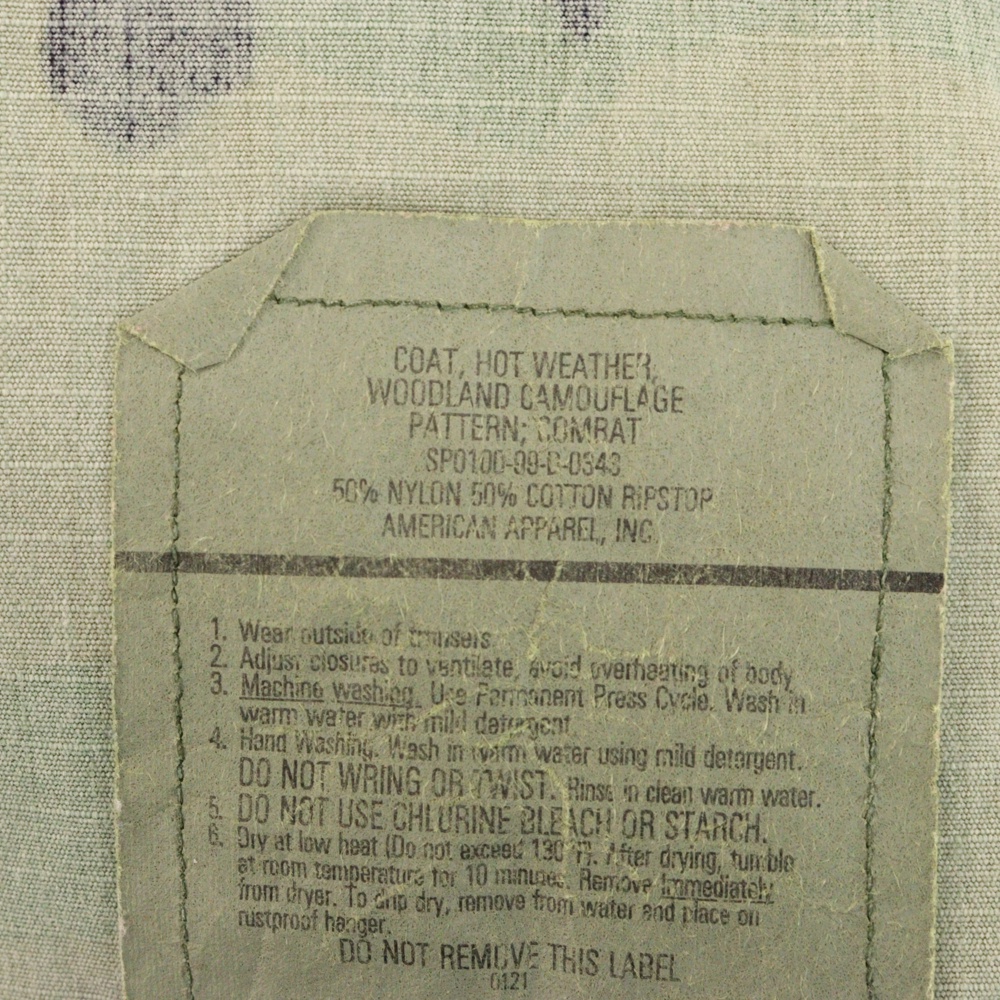 COAT, HOT WEATHER,
WOODLAND CAMOUFLAGE
PATTERN; COMBAT
SP0100-99-D-0343
50% NYLON 50% COTTON RIPSTOP
AMERICAN APPAREL, INC.
1. Wear outside of trousers
2. Adjust closures to ventilate, avoid overheating of body
3. Machine washing. Use Permanent Press Cycle. Wash in
warm water with mild detergent.
4. Hand Washing. Wash in warm water using mild detergent.
DO NOT WRING OR TWIST. Rinse in clean warm water.
5. DO NOT USE CHLORINE BLEACH OR STARCH.
6. Dry at low heat (Do not exceed 130°F). After drying, tumble
at room temperature for 10 minutes. Remove immediately
from dryer. To drip dry, remove from water and place on
rustproof hanger.
DO NOT REMOVE THIS LABEL
0121